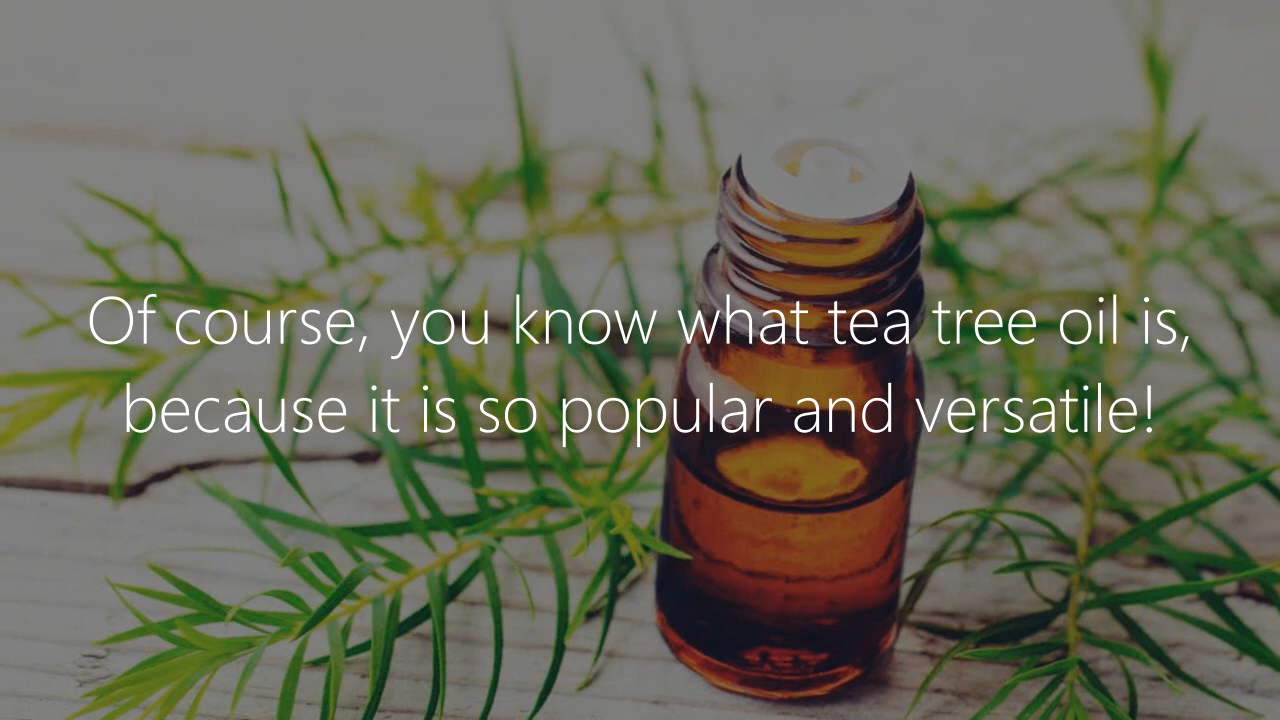 Of course, you know what tea tree oil is,
because it is so popular and versatile!